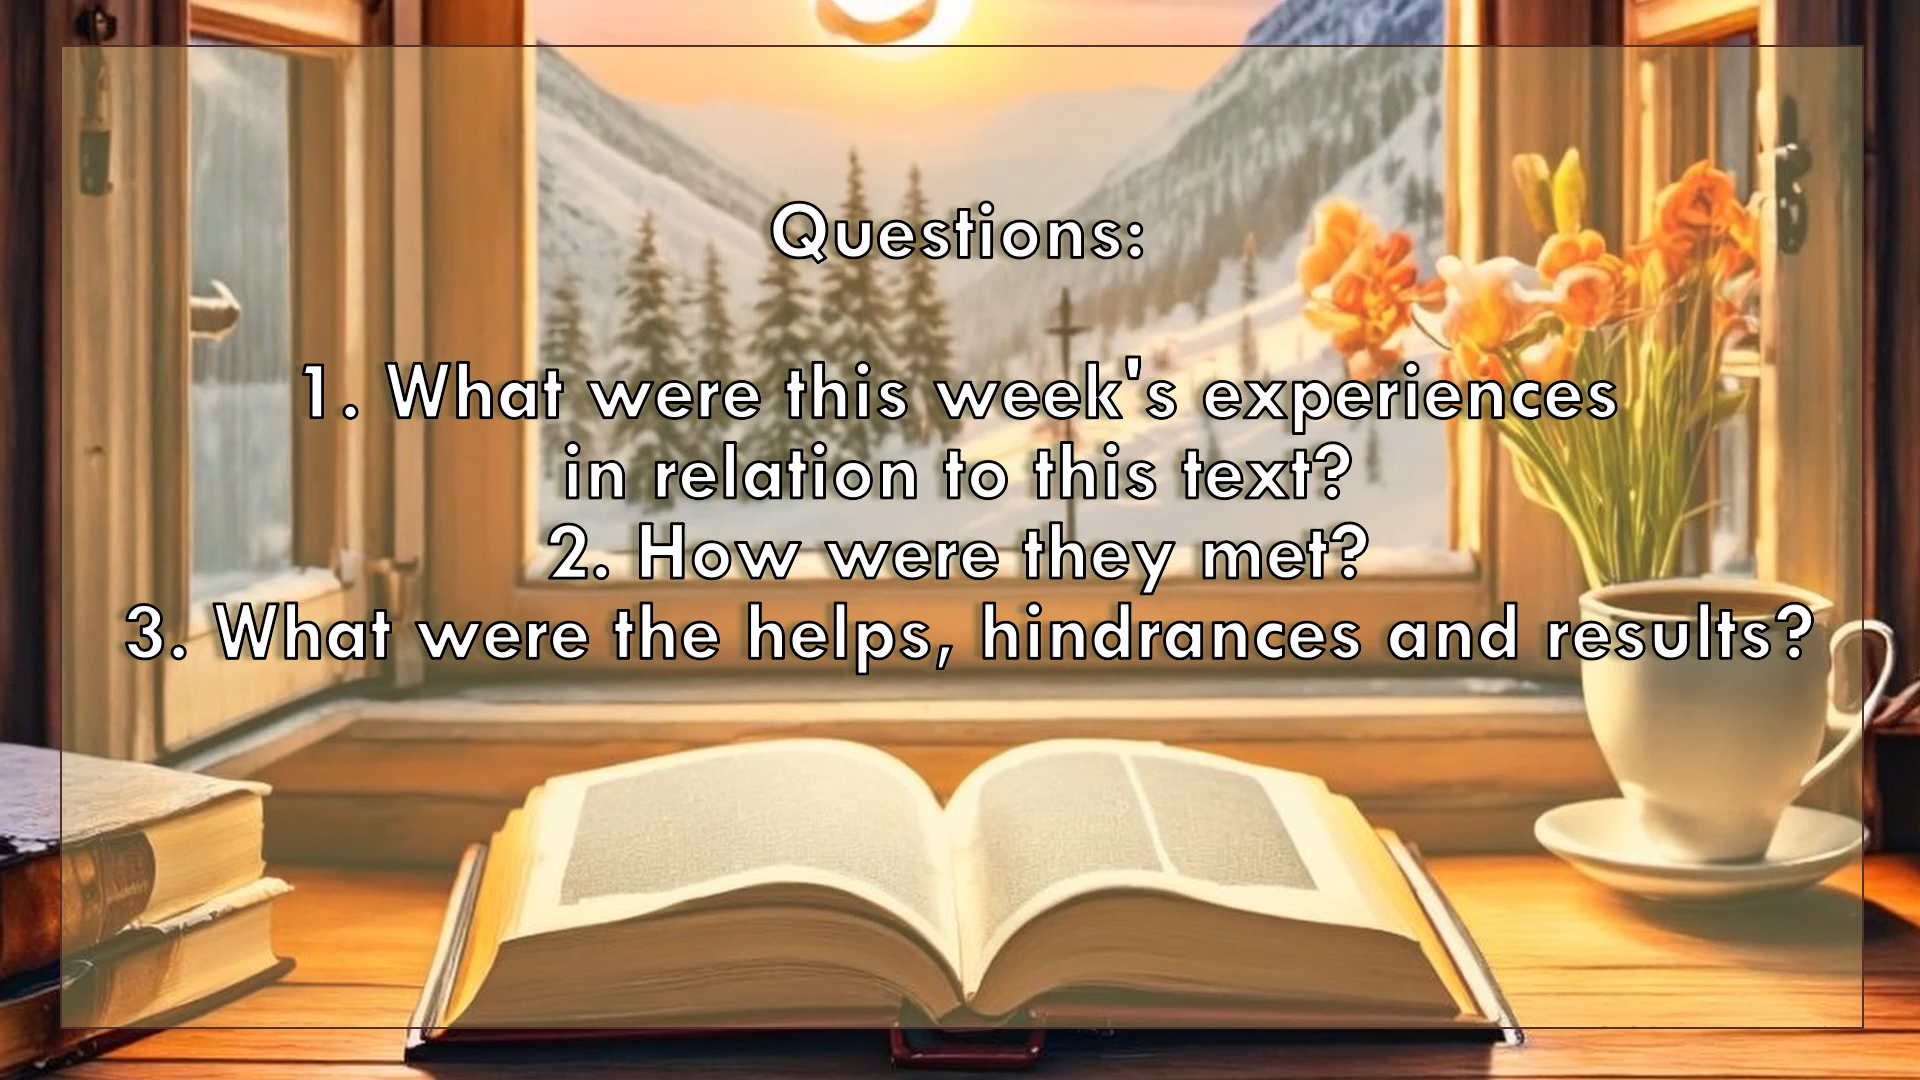 Questions:
1. What were this week's experiences
in relation to this text?
2. How were they met?
3. What were the helps, hindrances and results?